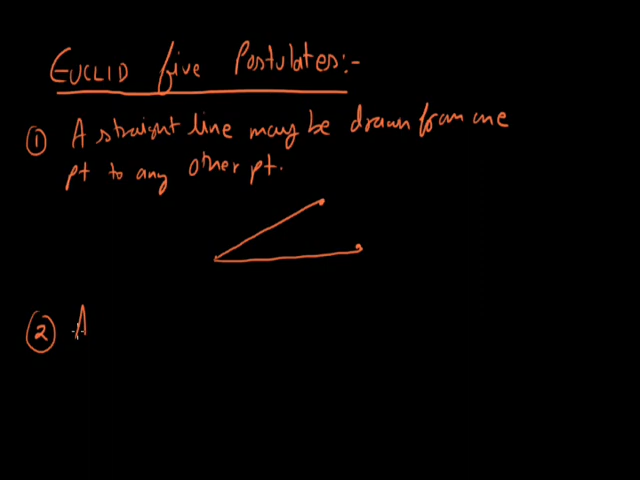 EUCLID five Postulates:-
① A straight line may be drawn from one
pt to any other pt.
② A